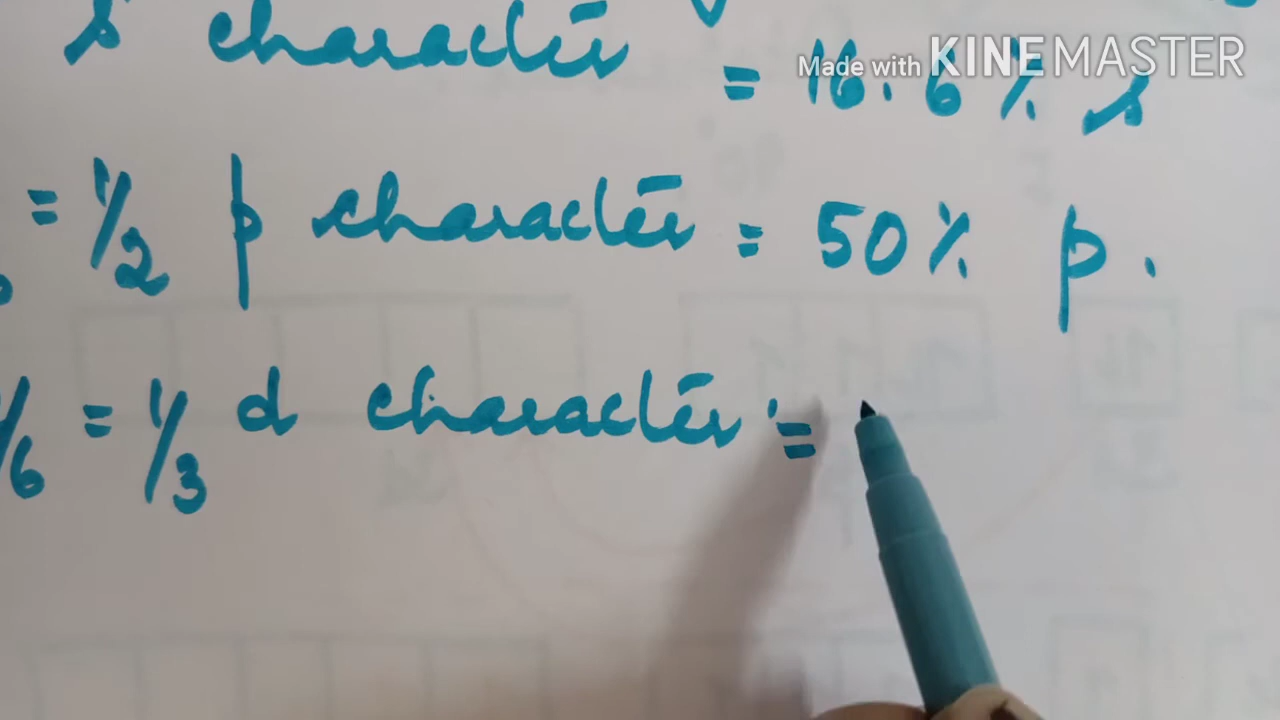 s character = 16.6% s
Made with KINEMASTER
= 1/2 p character = 50% p.
/6 = 1/3 d character =